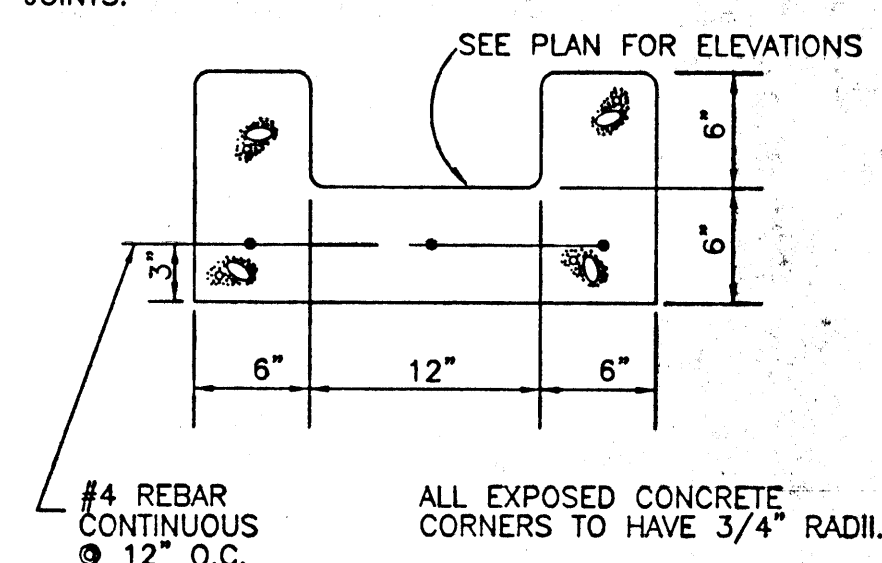 JOINTS.
SEE PLAN FOR ELEVATIONS
6"
6"
3"
6"
12"
6"
#4 REBAR
CONTINUOUS
@ 12" O.C.
ALL EXPOSED CONCRETE
CORNERS TO HAVE 3/4" RADII.